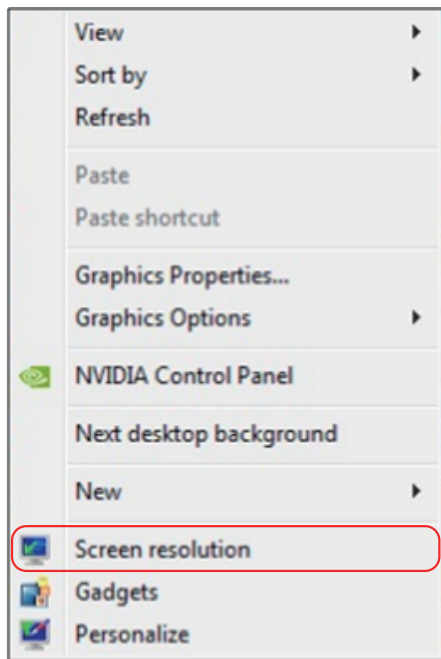 View
Sort by
Refresh
Paste
Paste shortcut
Graphics Properties...
Graphics Options
NVIDIA Control Panel
Next desktop background
New
Screen resolution
Gadgets
Personalize